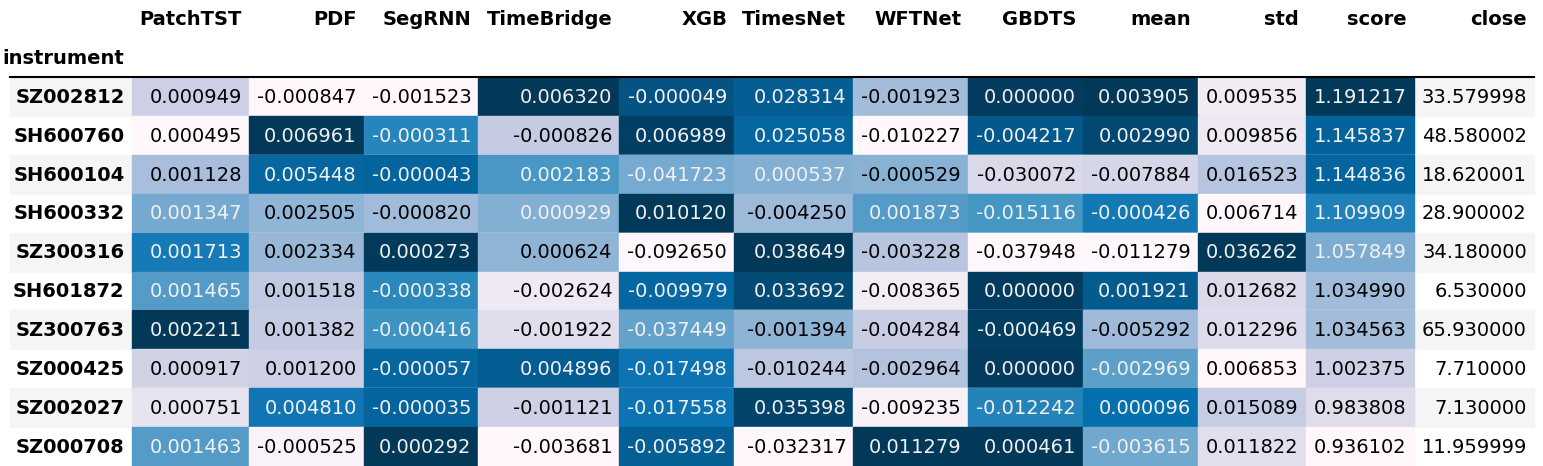 PatchTST PDF SegRNN TimeBridge XGB TimesNet WFTNet GBDTS mean std score close
instrument
SZ002812 0.000949 -0.000847 -0.001523 0.006320 -0.000049 0.028314 -0.001923 0.000000 0.003905 0.009535 1.191217 33.579998
SH600760 0.000495 0.006961 -0.000311 -0.000826 0.006989 0.025058 -0.010227 -0.004217 0.002990 0.009856 1.145837 48.580002
SH600104 0.001128 0.005448 -0.000043 0.002183 -0.041723 0.000537 -0.000529 -0.030072 -0.007884 0.016523 1.144836 18.620001
SH600332 0.001347 0.002505 -0.000820 0.000929 0.010120 -0.004250 0.001873 -0.015116 -0.000426 0.006714 1.109909 28.900002
SZ300316 0.001713 0.002334 0.000273 0.000624 -0.092650 0.038649 -0.003228 -0.037948 -0.011279 0.036262 1.057849 34.180000
SH601872 0.001465 0.001518 -0.000338 -0.002624 -0.009979 0.033692 -0.008365 0.000000 0.001921 0.012682 1.034990 6.530000
SZ300763 0.002211 0.001382 -0.000416 -0.001922 -0.037449 -0.001394 -0.004284 -0.000469 -0.005292 0.012296 1.034563 65.930000
SZ000425 0.000917 0.001200 -0.000057 0.004896 -0.017498 -0.010244 -0.002964 0.000000 -0.002969 0.006853 1.002375 7.710000
SZ002027 0.000751 0.004810 -0.000035 -0.001121 -0.017558 0.035398 -0.009235 -0.012242 0.000096 0.015089 0.983808 7.130000
SZ000708 0.001463 -0.000525 0.000292 -0.003681 -0.005892 -0.032317 0.011279 0.000461 -0.003615 0.011822 0.936102 11.959999